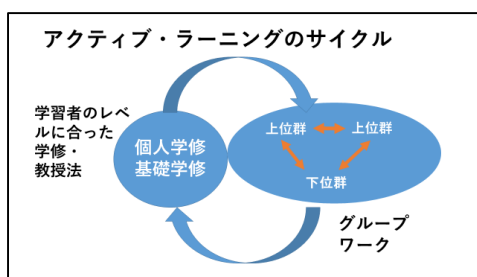 アクティブ・ラーニングのサイクル
学習者のレベ
ルに合った
学修・
教授法
個人学修
基礎学修
上位群
上位群
下位群
グループ
ワーク